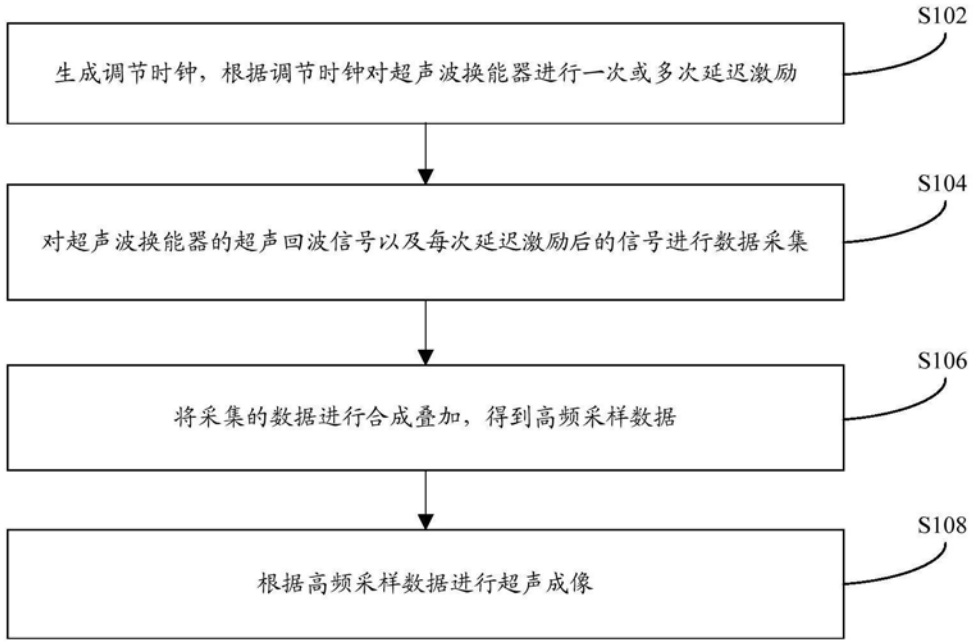 S102
生成调节时钟，根据调节时钟对超声波换能器进行一次或多次延迟激励
S104
对超声波换能器的超声回波信号以及每次延迟激励后的信号进行数据采集
S106
将采集的数据进行合成叠加，得到高频采样数据
S108
根据高频采样数据进行超声成像